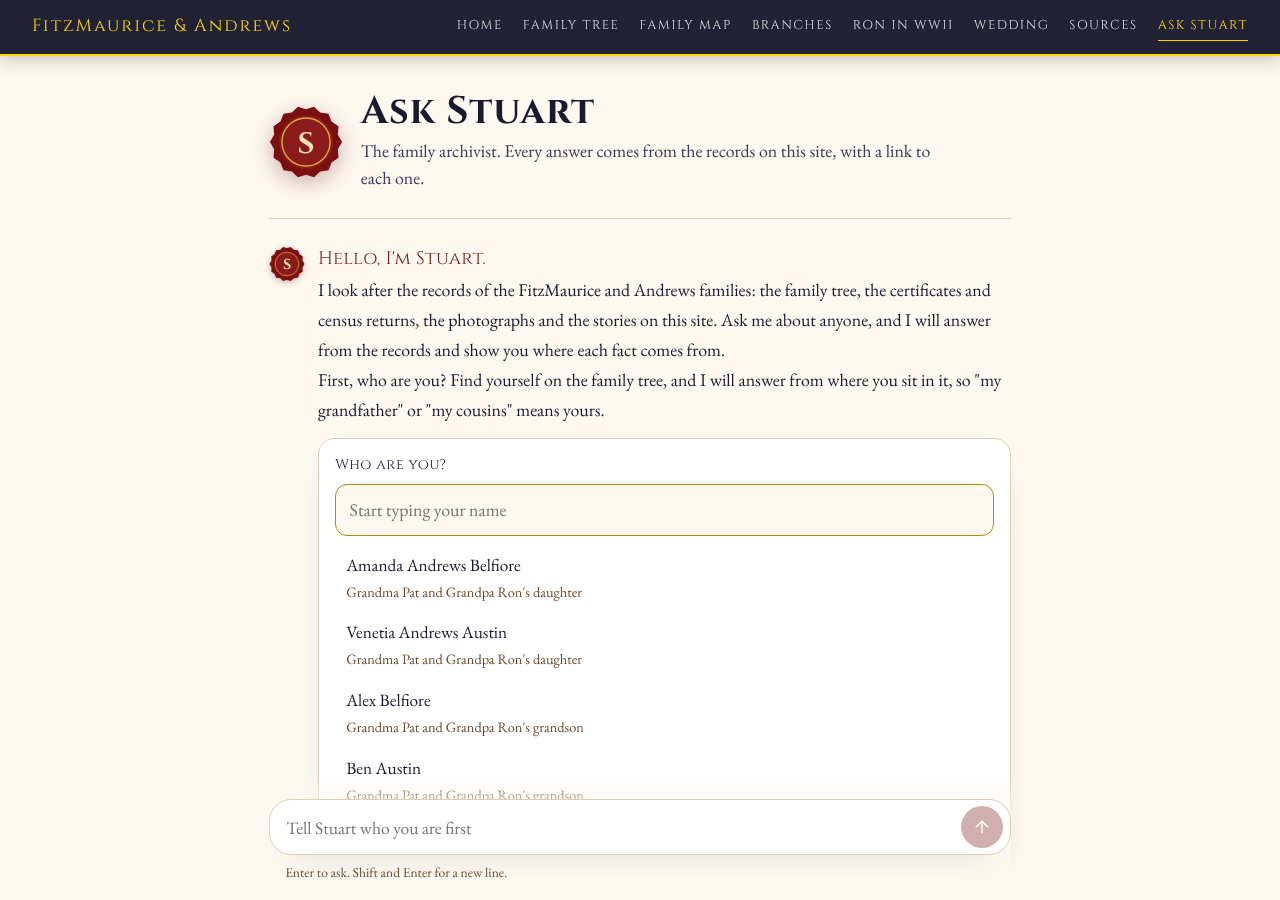 FitzMaurice & Andrews
HOME FAMILY TREE FAMILY MAP BRANCHES RON IN WWII WEDDING SOURCES ASK STUART
S
Ask Stuart
The family archivist. Every answer comes from the records on this site, with a link to
each one.
S
Hello, I'm Stuart.
I look after the records of the FitzMaurice and Andrews families: the family tree, the certificates and
census returns, the photographs and the stories on this site. Ask me about anyone, and I will answer
from the records and show you where each fact comes from.
First, who are you? Find yourself on the family tree, and I will answer from where you sit in it, so "my
grandfather" or "my cousins" means yours.
Who are you?
Start typing your name
Amanda Andrews Belfiore
Grandma Pat and Grandpa Ron's daughter
Venetia Andrews Austin
Grandma Pat and Grandpa Ron's daughter
Alex Belfiore
Grandma Pat and Grandpa Ron's grandson
Ben Austin
Grandma Pat and Grandpa Ron's grandson
Tell Stuart who you are first
Enter to ask. Shift and Enter for a new line.